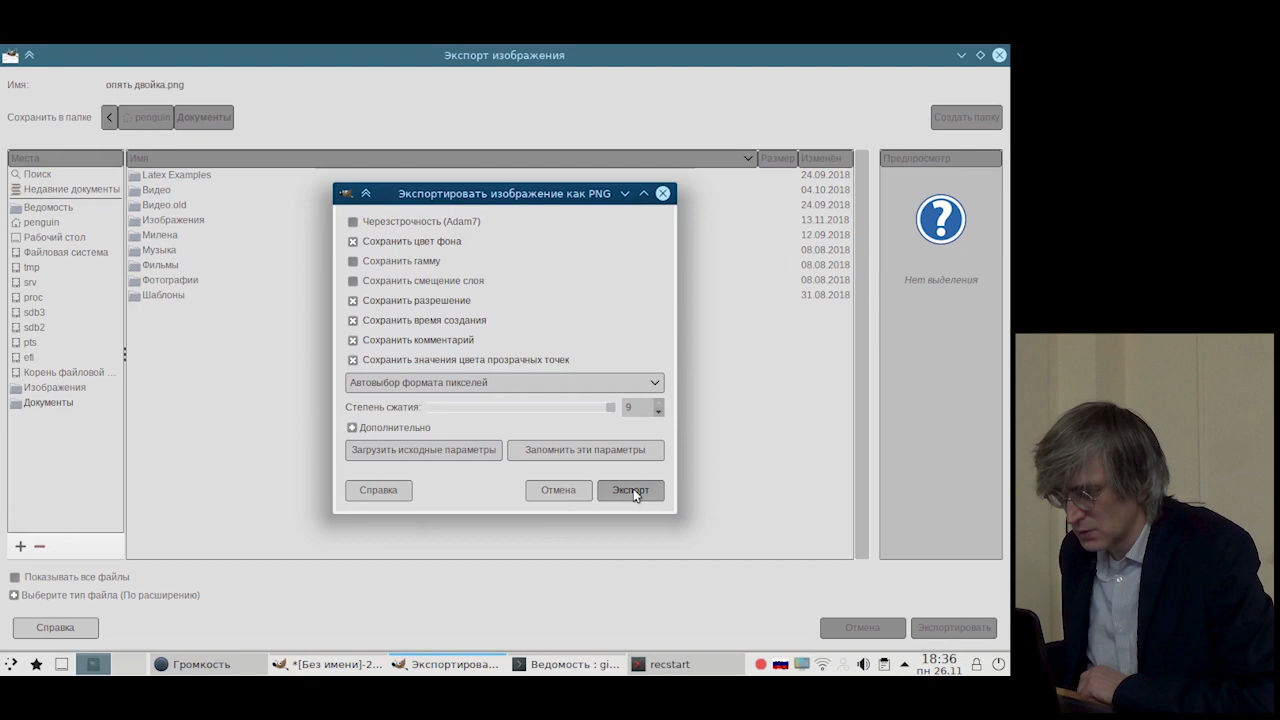 Экспорт изображения
Имя: опять двойка.png
Сохранить в папке penguin Документы Создать папку
Места
Поиск
Недавние документы
Ведомость
penguin
Рабочий стол
Файловая система
tmp
srv
proc
sdb3
sdb2
pts
efi
Корень файловой ...
Изображения
Документы
Имя Размер Изменён
Latex Examples 24.09.2018
Видео 04.10.2018
Видео.old 24.09.2018
Изображения 13.11.2018
Милена 12.09.2018
Музыка 08.08.2018
Фильмы 08.08.2018
Фотографии 08.08.2018
Шаблоны 31.08.2018
Предпросмотр
?
Нет выделения
Экспортировать изображение как PNG
Черезстрочность (Adam7)
Сохранить цвет фона
Сохранить гамму
Сохранить смещение слоя
Сохранить разрешение
Сохранить время создания
Сохранить комментарий
Сохранить значения цвета прозрачных точек
Автовыбор формата пикселей
Степень сжатия: 9
Дополнительно
Загрузить исходные параметры Запомнить эти параметры
Справка Отмена Экспорт
Показывать все файлы
Выберите тип файла (По расширению)
Справка Отмена Экспортировать
Громкость *[Без имени]-2... Экспортирова... Ведомость : gi... recstart 18:36
пн 26.11